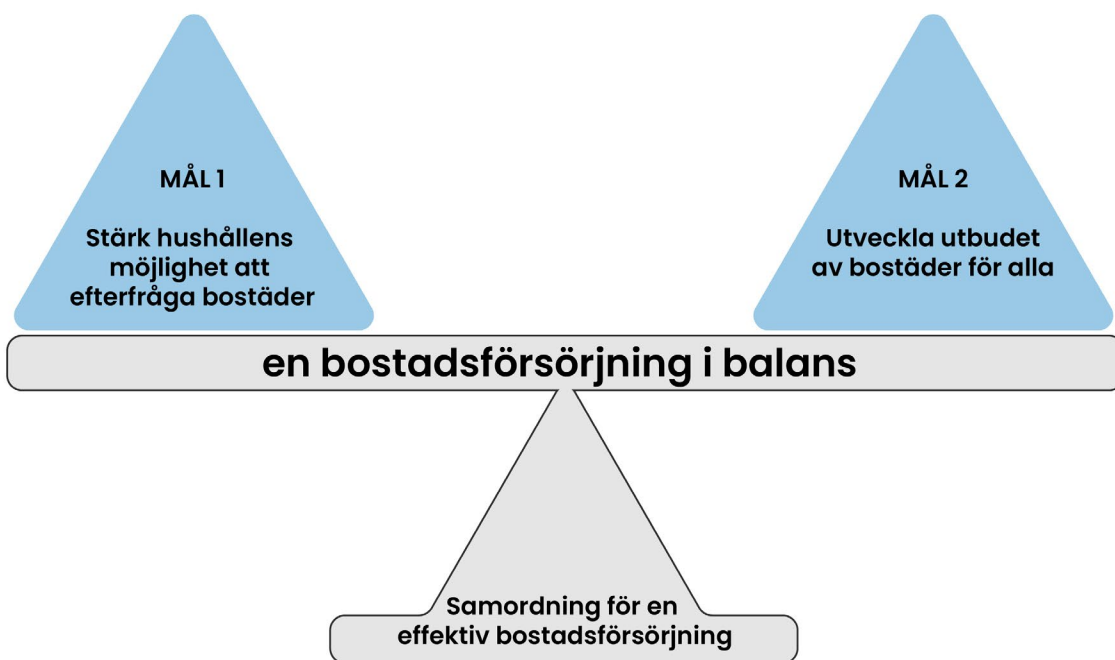 MÅL 1
Stärk hushållens
möjlighet att
efterfråga bostäder
MÅL 2
Utveckla utbudet
av bostäder för alla
en bostadsförsörjning i balans
Samordning för en
effektiv bostadsförsörjning